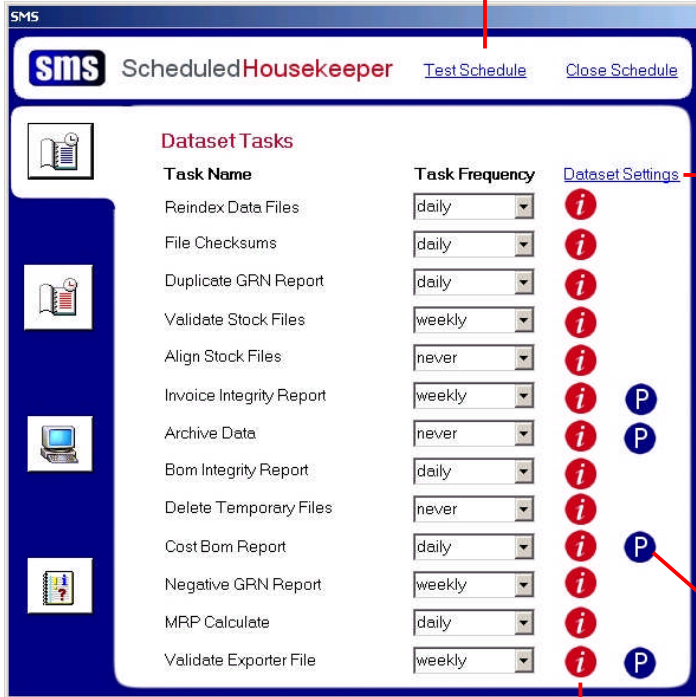 SMS
sms ScheduledHousekeeper Test Schedule Close Schedule
Dataset Tasks
Task Name Task Frequency Dataset Settings
Reindex Data Files daily i
File Checksums daily i
Duplicate GRN Report daily i
Validate Stock Files weekly i
Align Stock Files never i
Invoice Integrity Report weekly i P
Archive Data never i P
Bom Integrity Report daily i
Delete Temporary Files never i
Cost Bom Report daily i P
Negative GRN Report weekly i
MRP Calculate daily i
Validate Exporter File weekly i P
i
?